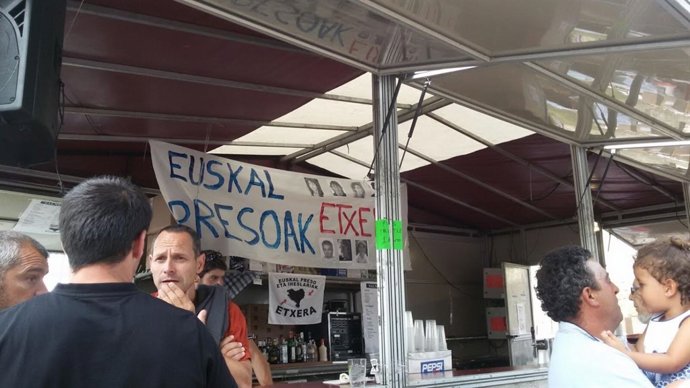 EUSKAL
PRESOAK ETXE
EUSKAL PRESO
ETA IHESLARIAK
ETXERA
PEPSI